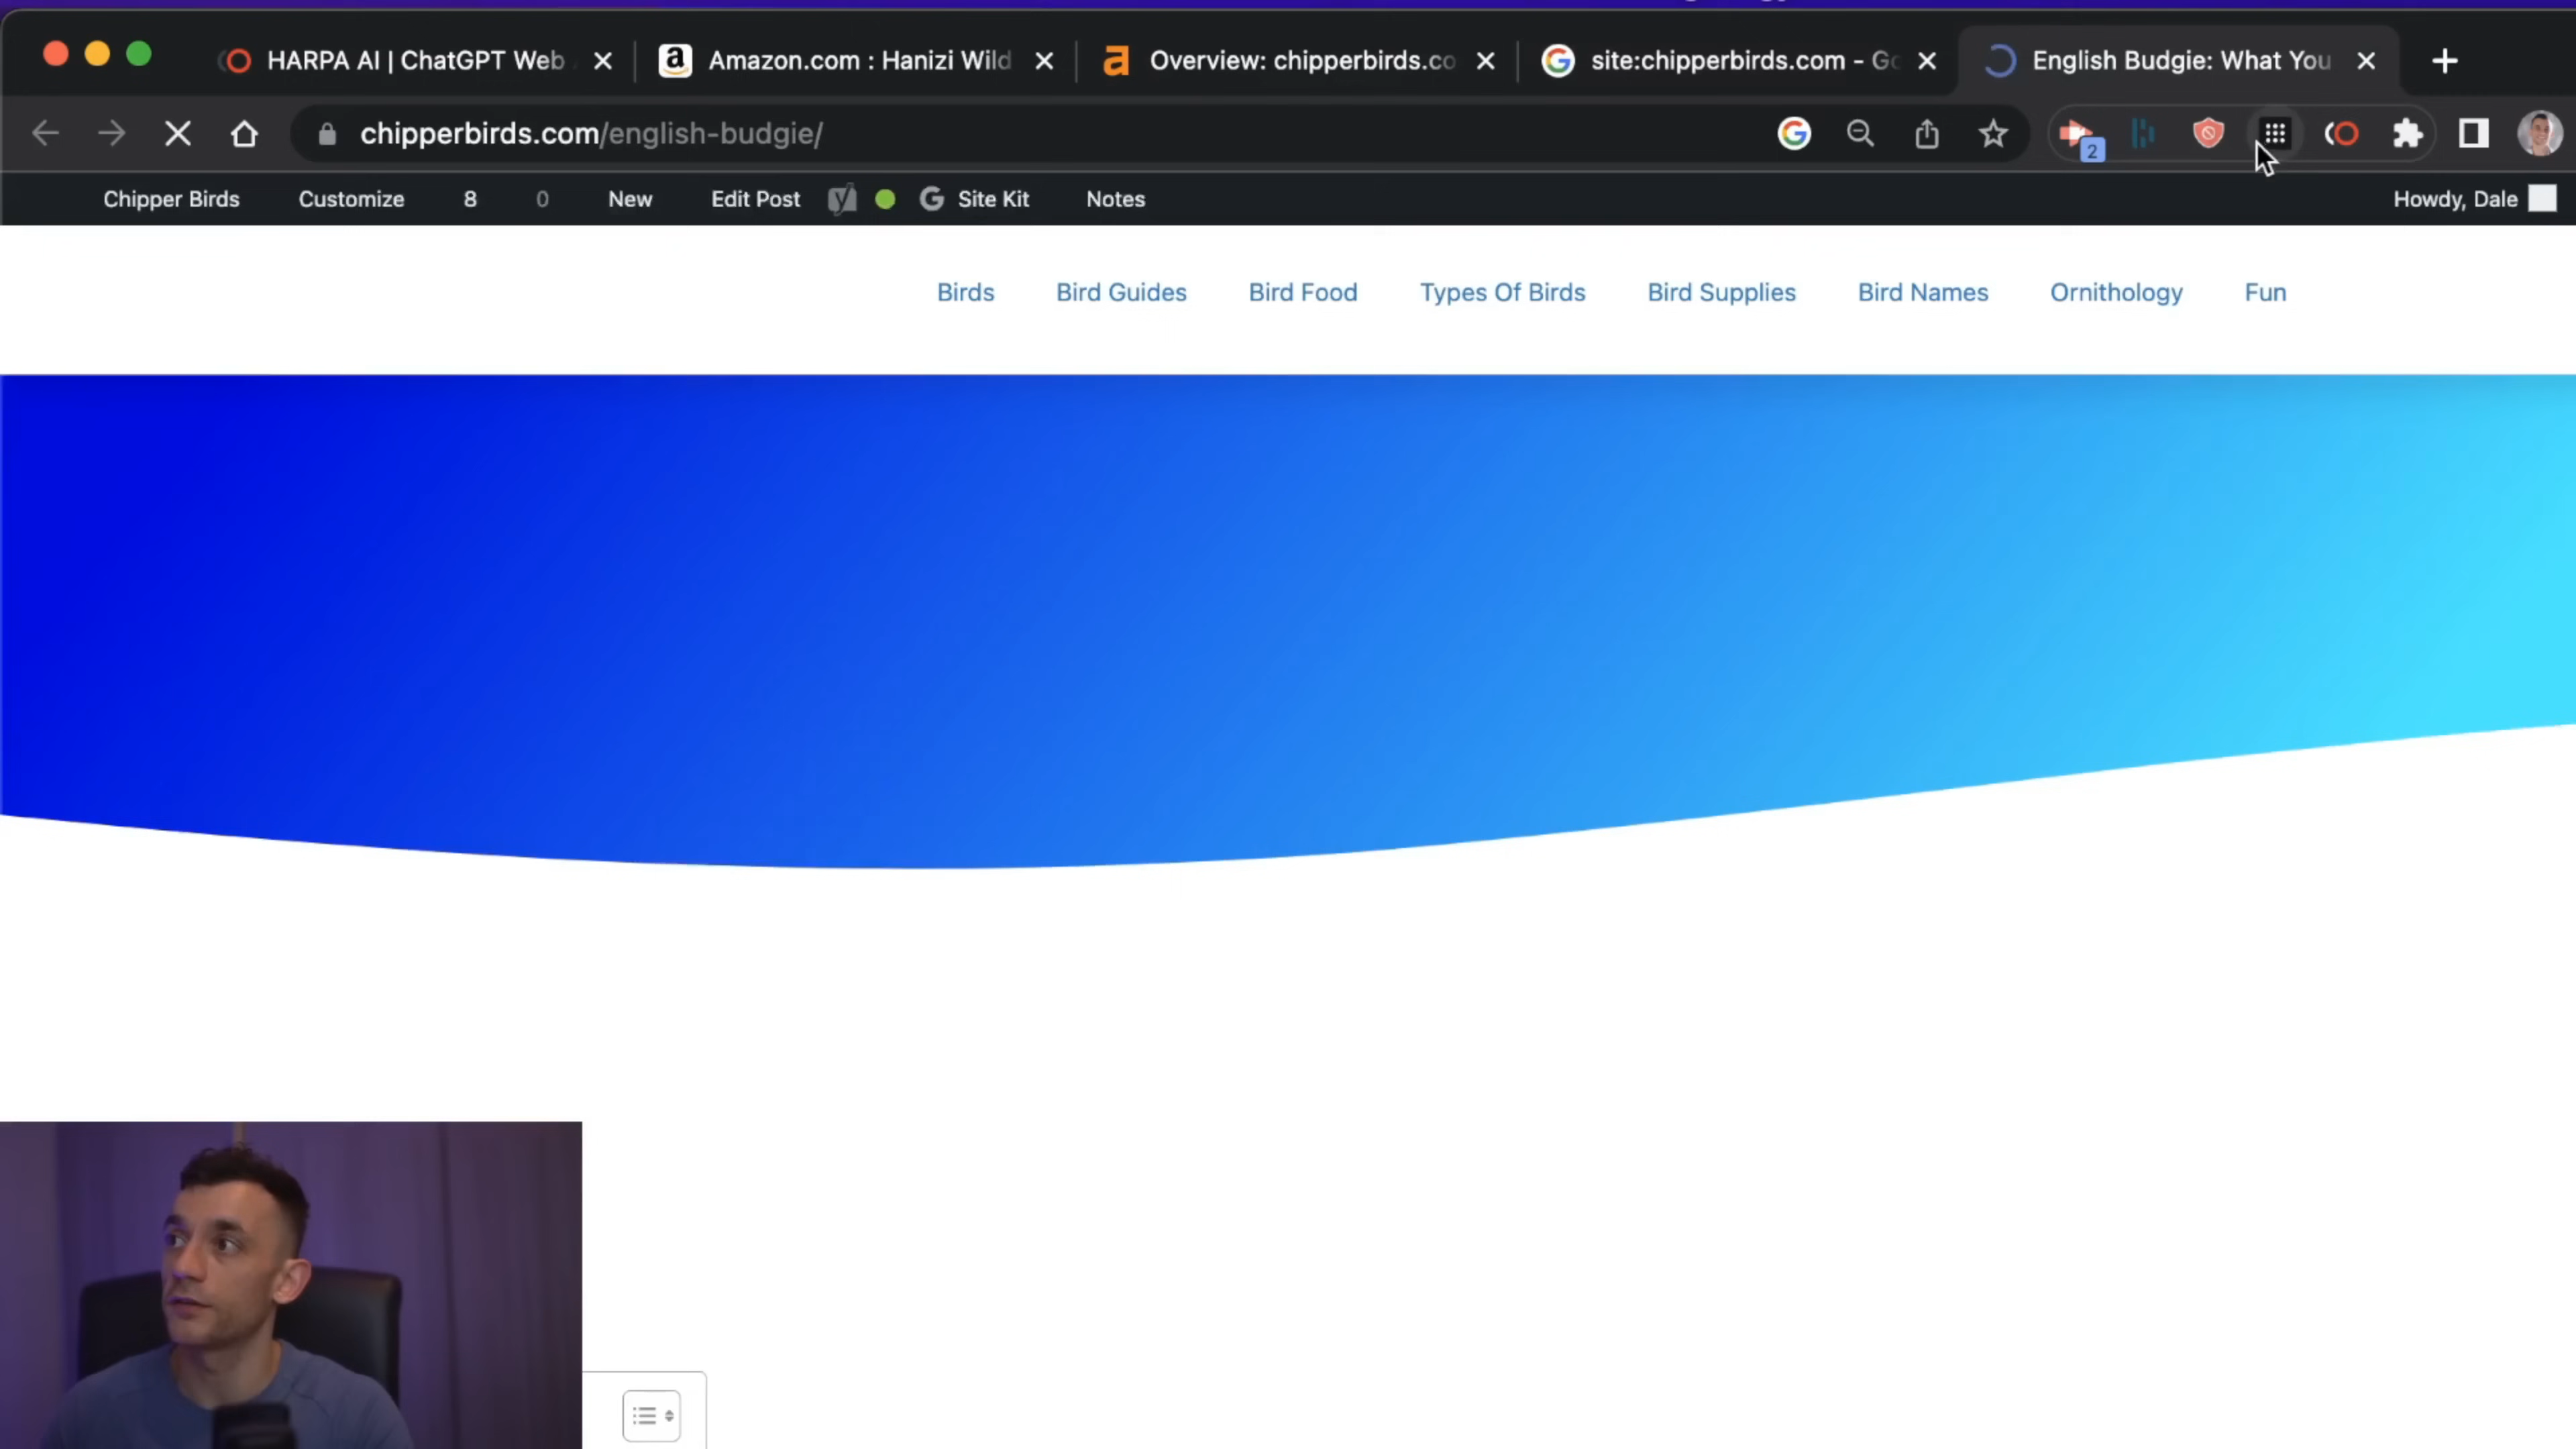 HARPA AI | ChatGPT Web
Amazon.com : Hanizi Wild
Overview: chipperbirds.co
site:chipperbirds.com - Go
English Budgie: What You
chipperbirds.com/english-budgie/
2
Chipper Birds Customize 8 0 New Edit Post Site Kit Notes Howdy, Dale
Birds Bird Guides Bird Food Types Of Birds Bird Supplies Bird Names Ornithology Fun